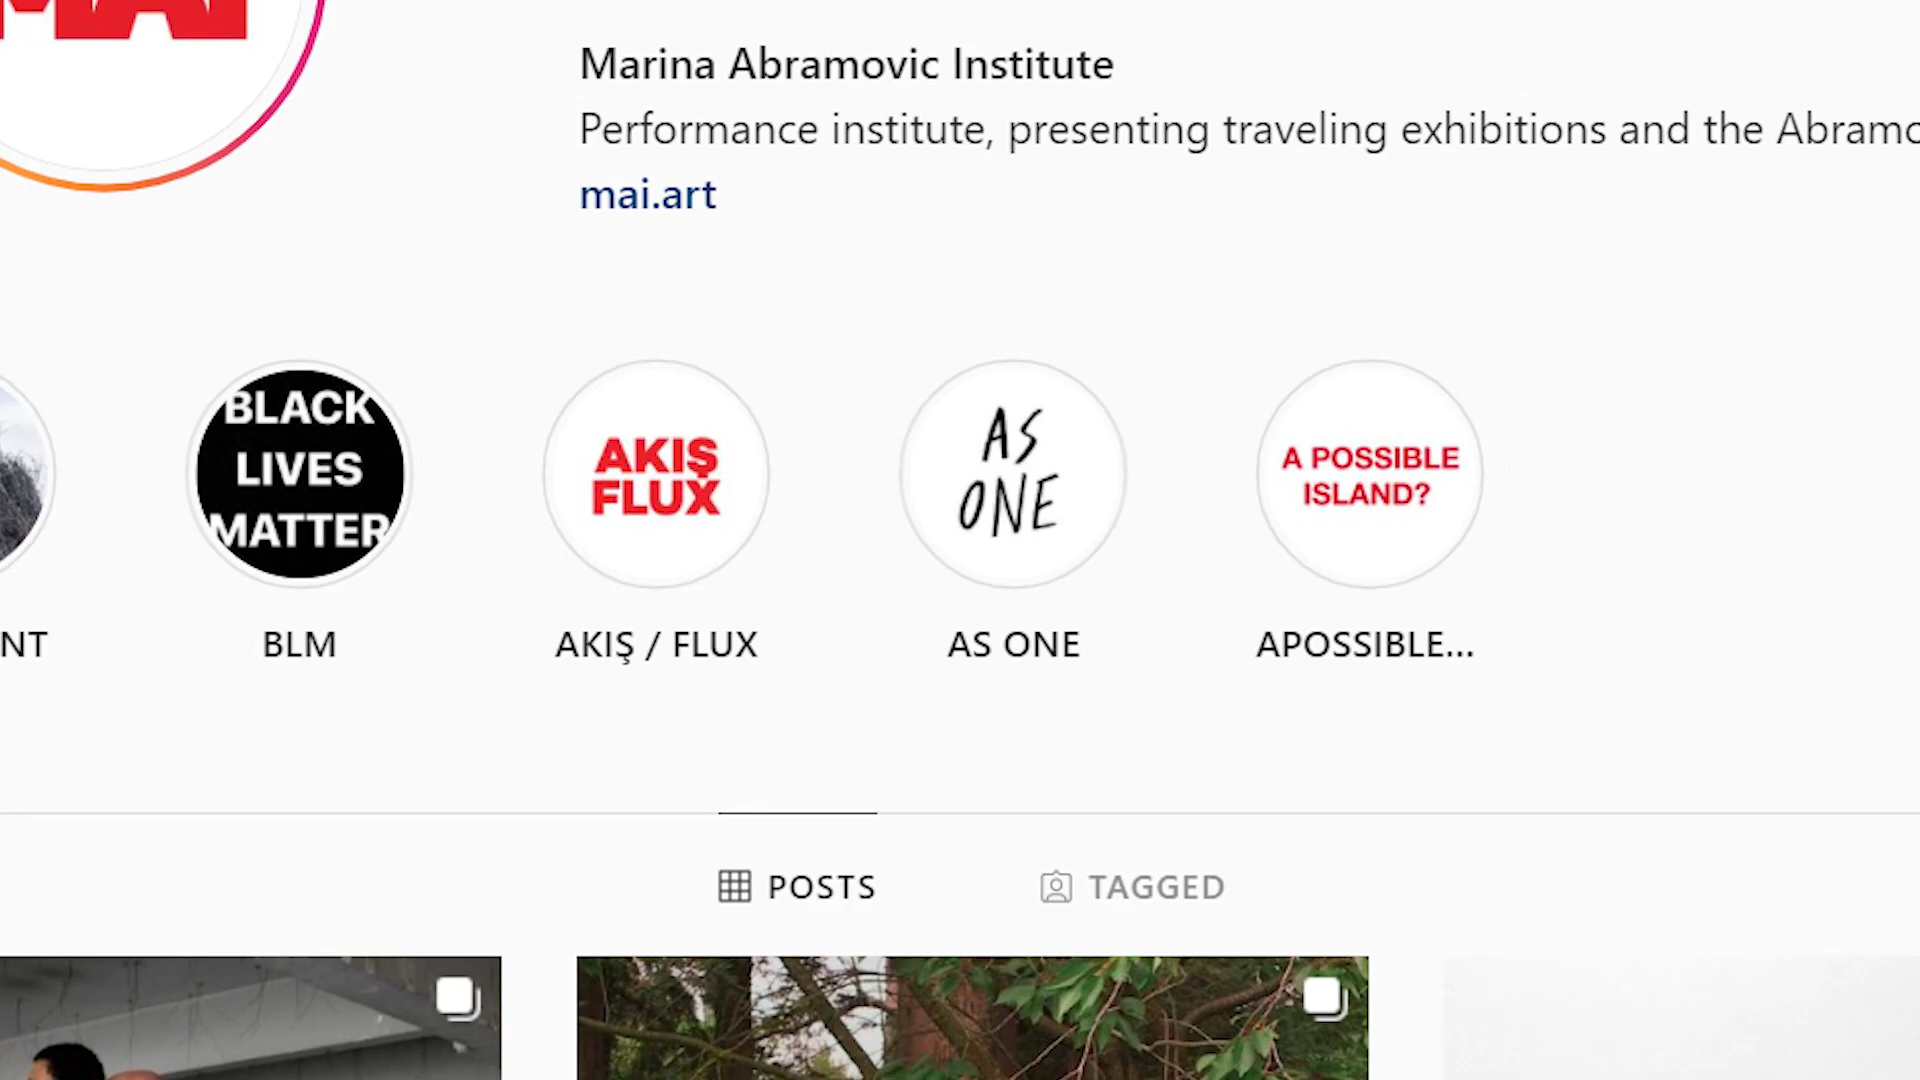 MAI
Marina Abramovic Institute
Performance institute, presenting traveling exhibitions and the Abramo
mai.art
BLACK
LIVES
MATTER
AKIŞ
FLUX
AS
ONE
A POSSIBLE
ISLAND?
NT
BLM
AKIŞ / FLUX
AS ONE
APOSSIBLE...
POSTS
TAGGED